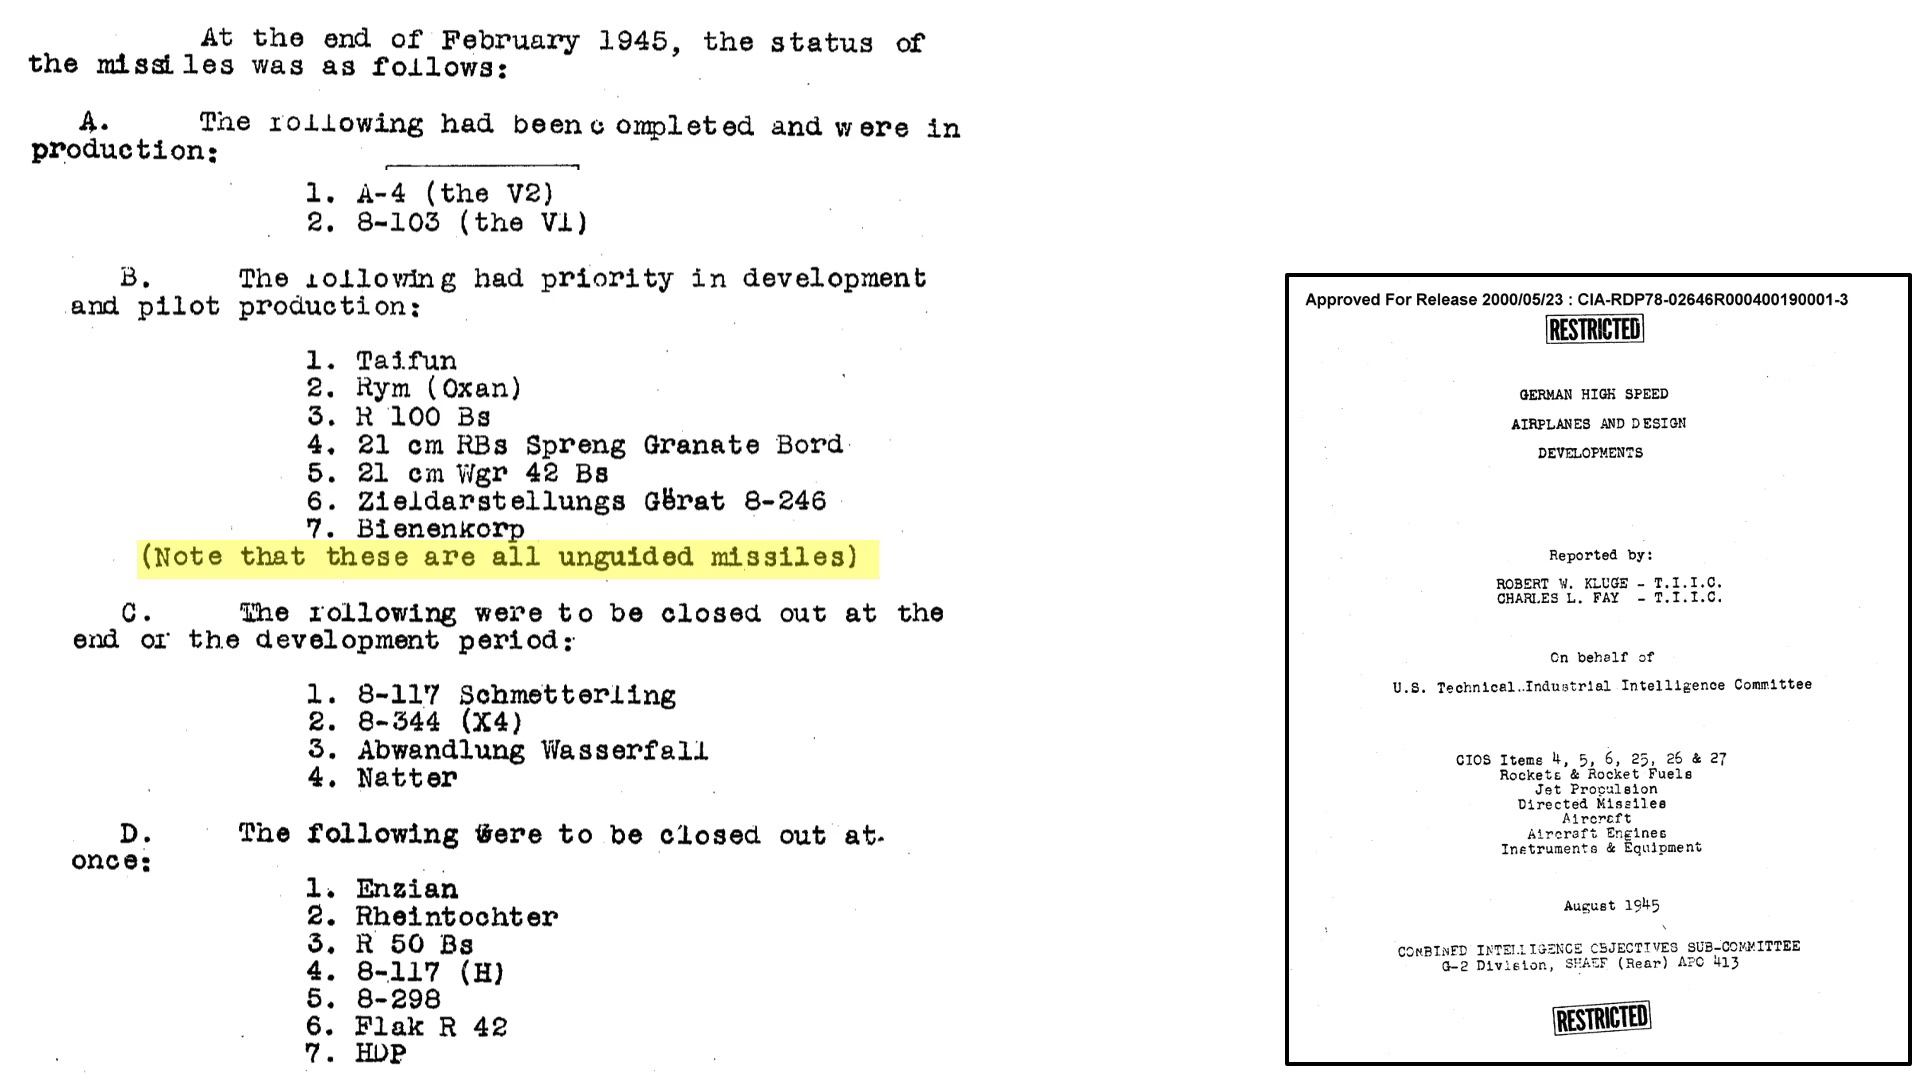 At the end of February 1945, the status of
the missiles was as follows:
A. The following had been completed and were in
production:
1. A-4 (the V2)
2. 8-103 (the V1)
B. The following had priority in development
and pilot production:
1. Taifun
2. Rym (Oxan)
3. R 100 Bs
4. 21 cm RBs Spreng Granate Bord
5. 21 cm Wgr 42 Bs
6. Zieldarstellungs Gërat 8-246
7. Bienenkorp
(Note that these are all unguided missiles)
C. The following were to be closed out at the
end of the development period:
1. 8-117 Schmetterling
2. 8-344 (X4)
3. Abwandlung Wasserfall
4. Natter
D. The following were to be closed out at
once:
1. Enzian
2. Rheintochter
3. R 50 Bs
4. 8-117 (H)
5. 8-298
6. Flak R 42
7. HDP
Approved For Release 2000/05/23 : CIA-RDP78-02646R000400190001-3
RESTRICTED
GERMAN HIGH SPEED
AIRPLANES AND DESIGN
DEVELOPMENTS
Reported by:
ROBERT W. KLUGE - T.I.I.C.
CHARLES L. FAY - T.I.I.C.
On behalf of
U.S. Technical Industrial Intelligence Committee
CIOS Items 4, 5, 6, 25, 26 & 27
Rockets & Rocket Fuels
Jet Propulsion
Directed Missiles
Aircraft
Aircraft Engines
Instruments & Equipment
August 1945
COMBINED INTELLIGENCE OBJECTIVES SUB-COMMITTEE
G-2 Division, SHAEF (Rear) APO 413
RESTRICTED